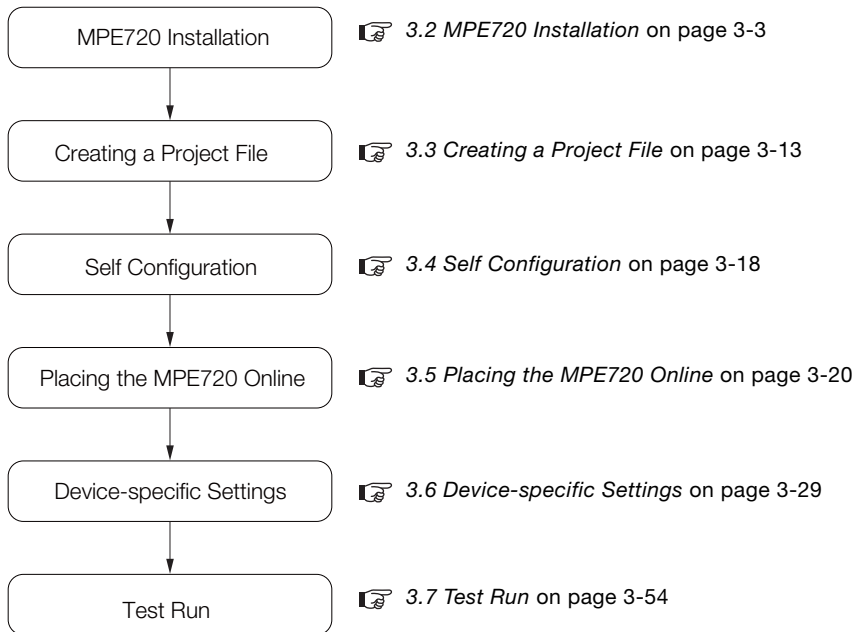 MPE720 Installation
3.2 MPE720 Installation on page 3-3
Creating a Project File
3.3 Creating a Project File on page 3-13
Self Configuration
3.4 Self Configuration on page 3-18
Placing the MPE720 Online
3.5 Placing the MPE720 Online on page 3-20
Device-specific Settings
3.6 Device-specific Settings on page 3-29
Test Run
3.7 Test Run on page 3-54